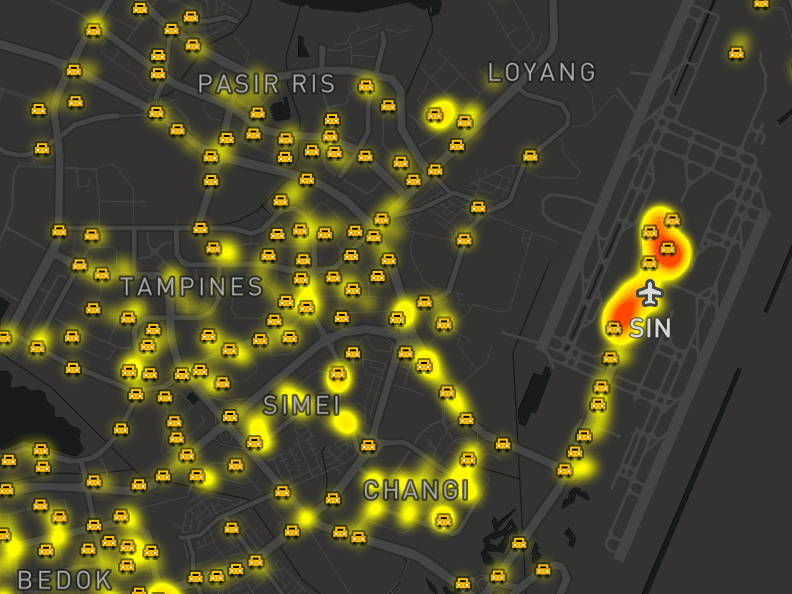 LOYANG
PASIR RIS
TAMPINES
SIN
SIMEI
CHANGI
BEDOK